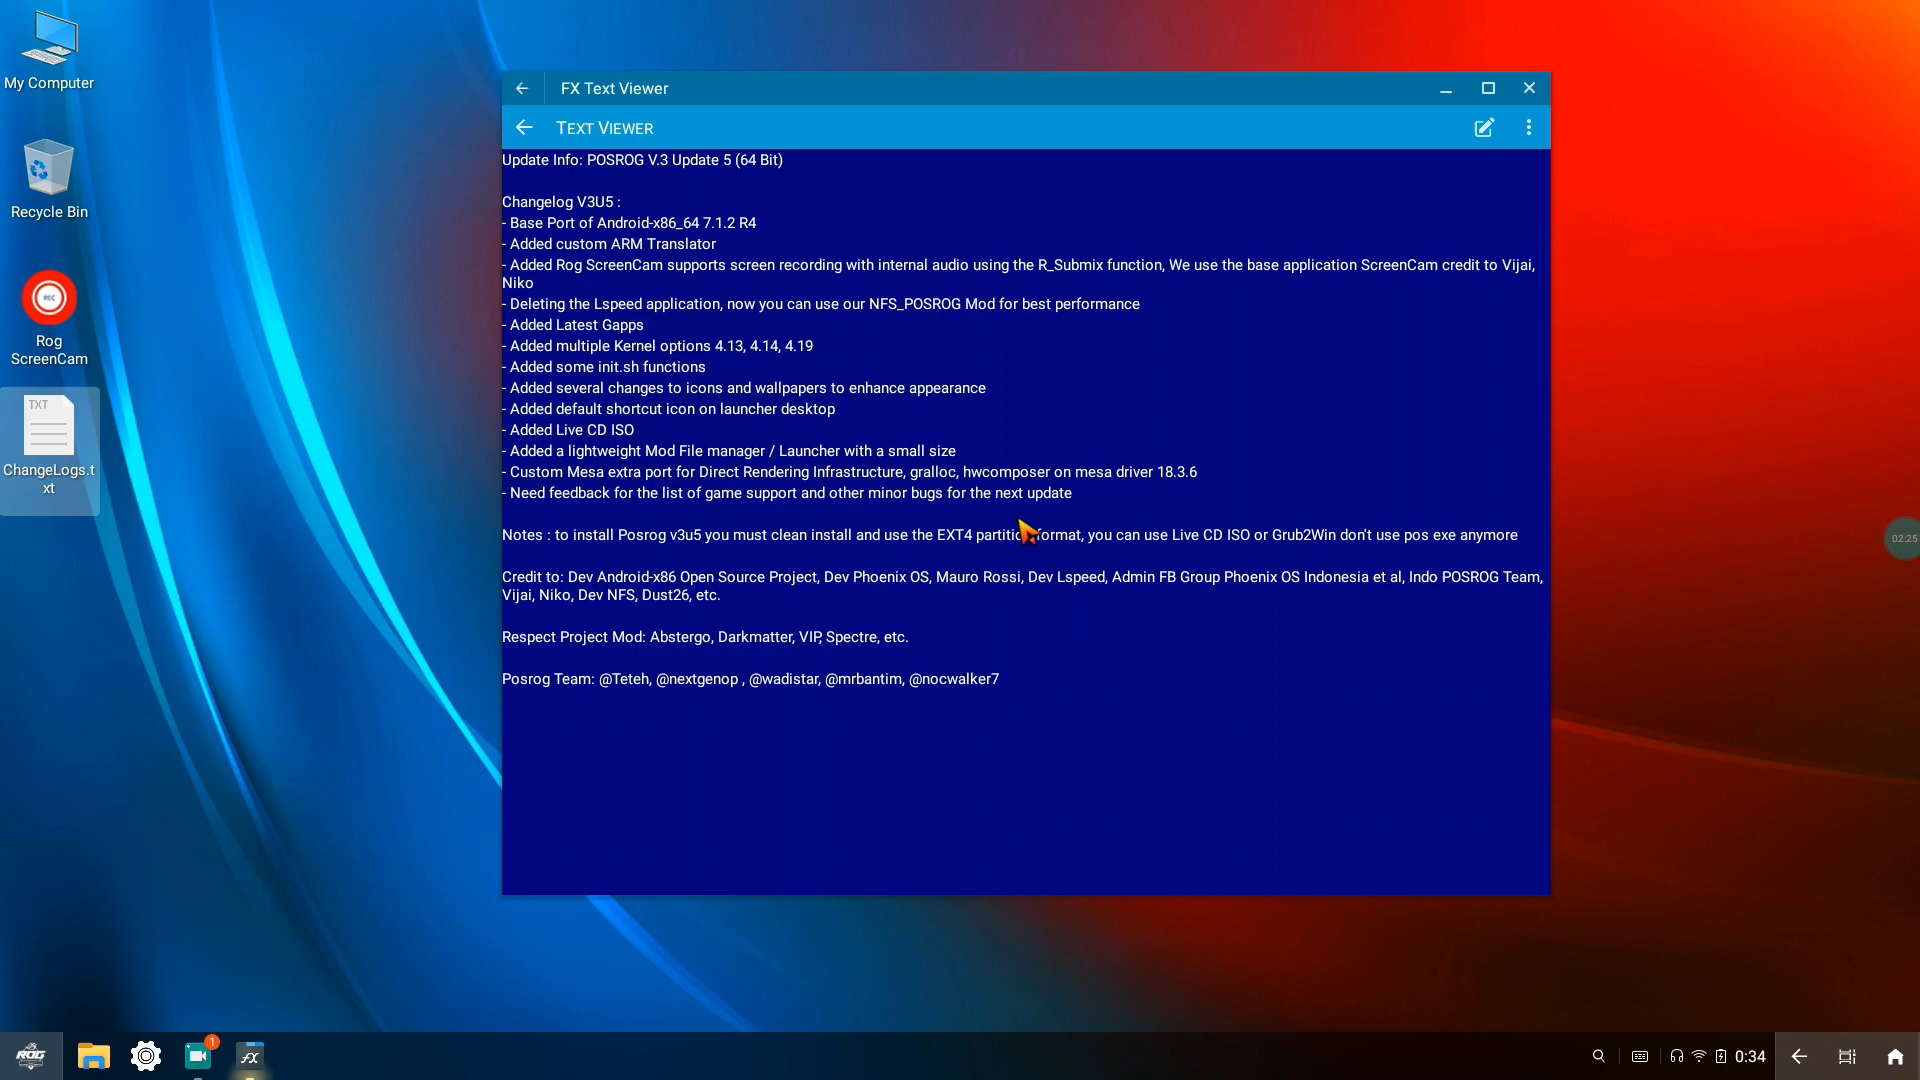 My Computer
Recycle Bin
REC
Rog
ScreenCam
TXT
ChangeLogs.t
xt
FX Text Viewer
TEXT VIEWER
Update Info: POSROG V.3 Update 5 (64 Bit)
Changelog V3U5 :
- Base Port of Android-x86_64 7.1.2 R4
- Added custom ARM Translator
- Added Rog ScreenCam supports screen recording with internal audio using the R_Submix function, We use the base application ScreenCam credit to Vijai,
Niko
- Deleting the Lspeed application, now you can use our NFS_POSROG Mod for best performance
- Added Latest Gapps
- Added multiple Kernel options 4.13, 4.14, 4.19
- Added some init.sh functions
- Added several changes to icons and wallpapers to enhance appearance
- Added default shortcut icon on launcher desktop
- Added Live CD ISO
- Added a lightweight Mod File manager / Launcher with a small size
- Custom Mesa extra port for Direct Rendering Infrastructure, gralloc, hwcomposer on mesa driver 18.3.6
- Need feedback for the list of game support and other minor bugs for the next update
Notes : to install Posrog v3u5 you must clean install and use the EXT4 partition format, you can use Live CD ISO or Grub2Win don't use pos exe anymore
Credit to: Dev Android-x86 Open Source Project, Dev Phoenix OS, Mauro Rossi, Dev Lspeed, Admin FB Group Phoenix OS Indonesia et al, Indo POSROG Team,
Vijai, Niko, Dev NFS, Dust26, etc.
Respect Project Mod: Abstergo, Darkmatter, VIP, Spectre, etc.
Posrog Team: @Teteh, @nextgenop , @wadistar, @mrbantim, @nocwalker7
02:25
ROG
1
FX
0:34